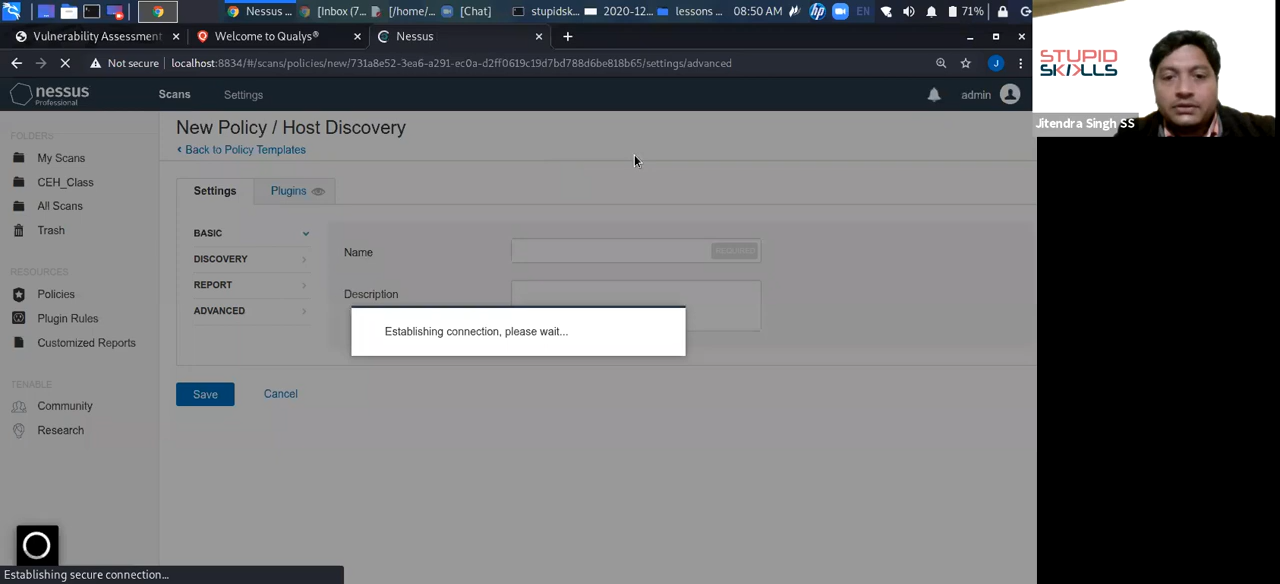 Nessus ...
[Inbox (7...
[/home/...
[Chat]
stupidsk...
2020-12...
lessons ...
08:50 AM
EN
71%
Vulnerability Assessment
Welcome to Qualys®
Nessus
Not secure
localhost:8834/#/scans/policies/new/731a8e52-3ea6-a291-ec0a-d2ff0619c19d7bd788d6be818b65/settings/advanced
J
nessus
Professional
Scans
Settings
admin
STUPID
SKILLS
Jitendra Singh SS
FOLDERS
My Scans
CEH_Class
All Scans
Trash
RESOURCES
Policies
Plugin Rules
Customized Reports
TENABLE
Community
Research
New Policy / Host Discovery
Back to Policy Templates
Settings
Plugins
BASIC
DISCOVERY
REPORT
ADVANCED
Name
REQUIRED
Description
Establishing connection, please wait...
Save
Cancel
Establishing secure connection...